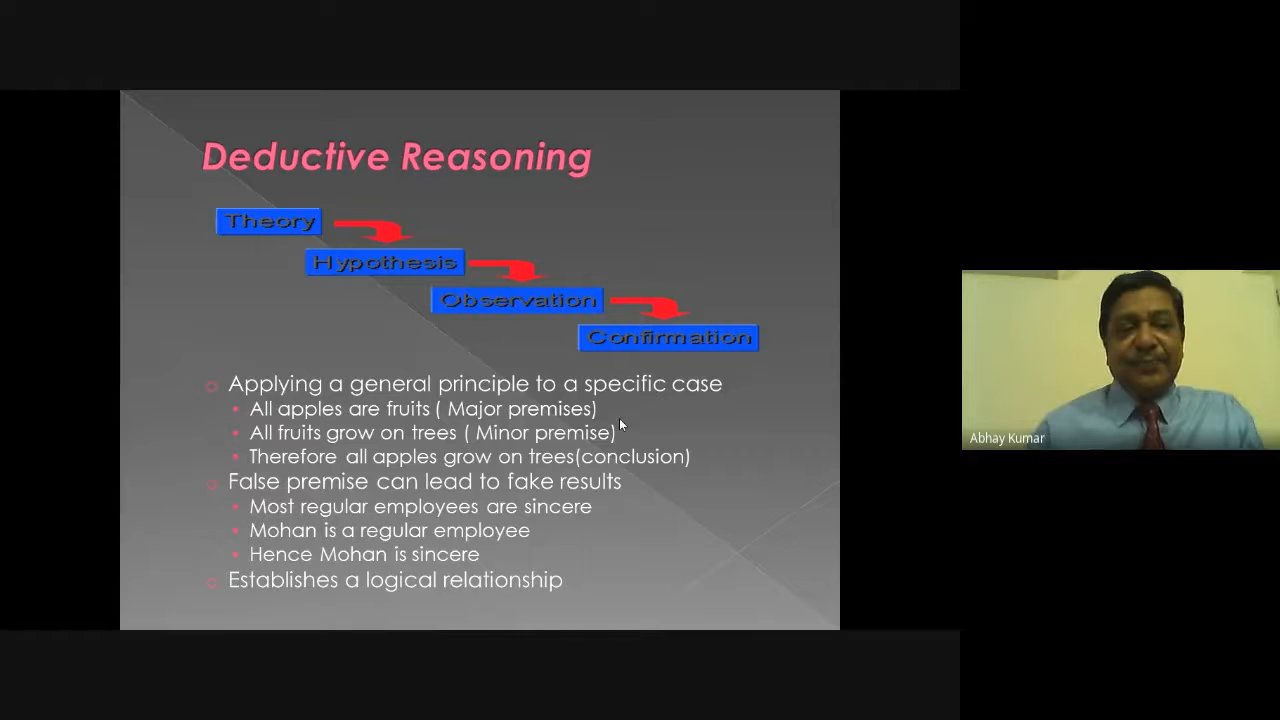 Deductive Reasoning
Theory
Hypothesis
Observation
Confirmation
Applying a general principle to a specific case
All apples are fruits ( Major premises)
All fruits grow on trees ( Minor premise)
Therefore all apples grow on trees(conclusion)
False premise can lead to fake results
Most regular employees are sincere
Mohan is a regular employee
Hence Mohan is sincere
Establishes a logical relationship
Abhay Kumar